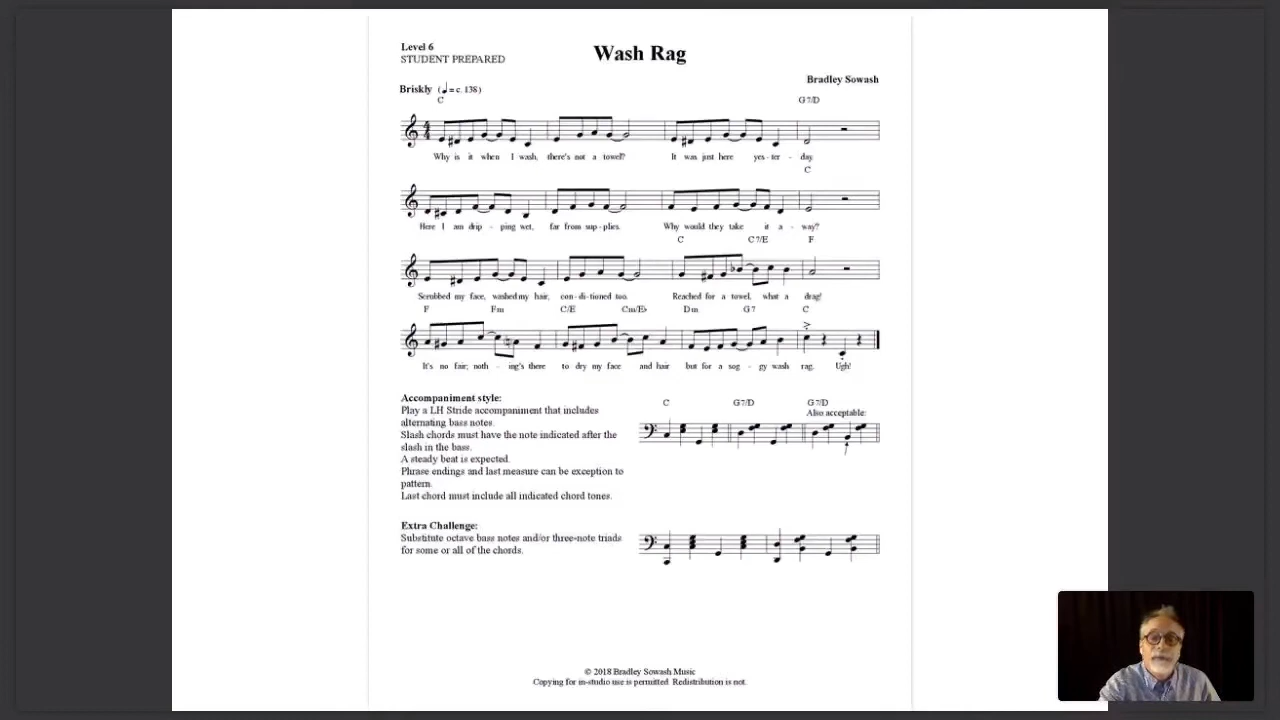 Level 6
STUDENT PREPARED
Wash Rag
Bradley Sowash
Briskly (♩= c. 138)
C G7/D
Why is it when I wash, there's not a towel? It was just here yes - ter - day.
C
Here I am drip - ping wet, far from sup - plies. Why would they take it a - way?
C C7/E F
Scrubbed my face, washed my hair, con - di - tioned too. Reached for a towel, what a drag!
F Fm C/E Cm/E♭ Dm G7 C
It's no fair; noth - ing's there to dry my face and hair but for a sog - gy wash rag. Ugh!
Accompaniment style:
Play a LH Stride accompaniment that includes
alternating bass notes.
Slash chords must have the note indicated after the
slash in the bass.
A steady beat is expected.
Phrase endings and last measure can be exception to
pattern.
Last chord must include all indicated chord tones.
C G7/D G7/D
Also acceptable:
Extra Challenge:
Substitute octave bass notes and/or three-note triads
for some or all of the chords.
© 2018 Bradley Sowash Music
Copying for in-studio use is permitted. Redistribution is not.